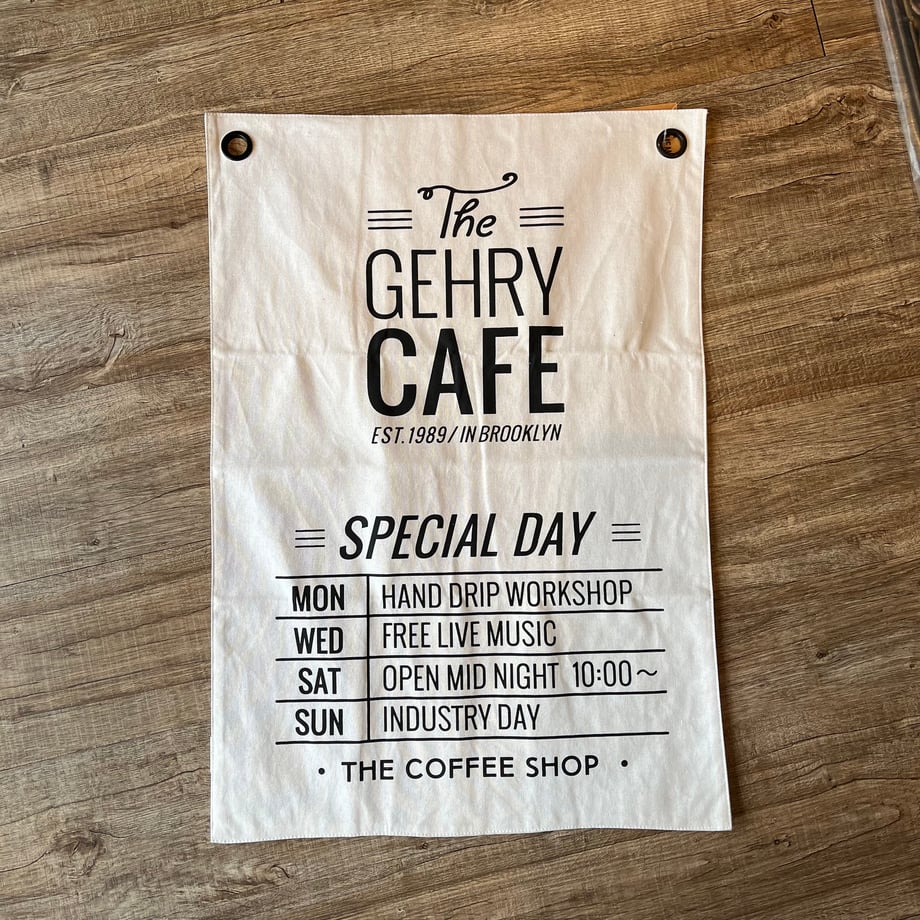 The
GEHRY
CAFE
EST. 1989 / IN BROOKLYN
SPECIAL DAY
MON HAND DRIP WORKSHOP
WED FREE LIVE MUSIC
SAT OPEN MID NIGHT 10:00～
SUN INDUSTRY DAY
• THE COFFEE SHOP •